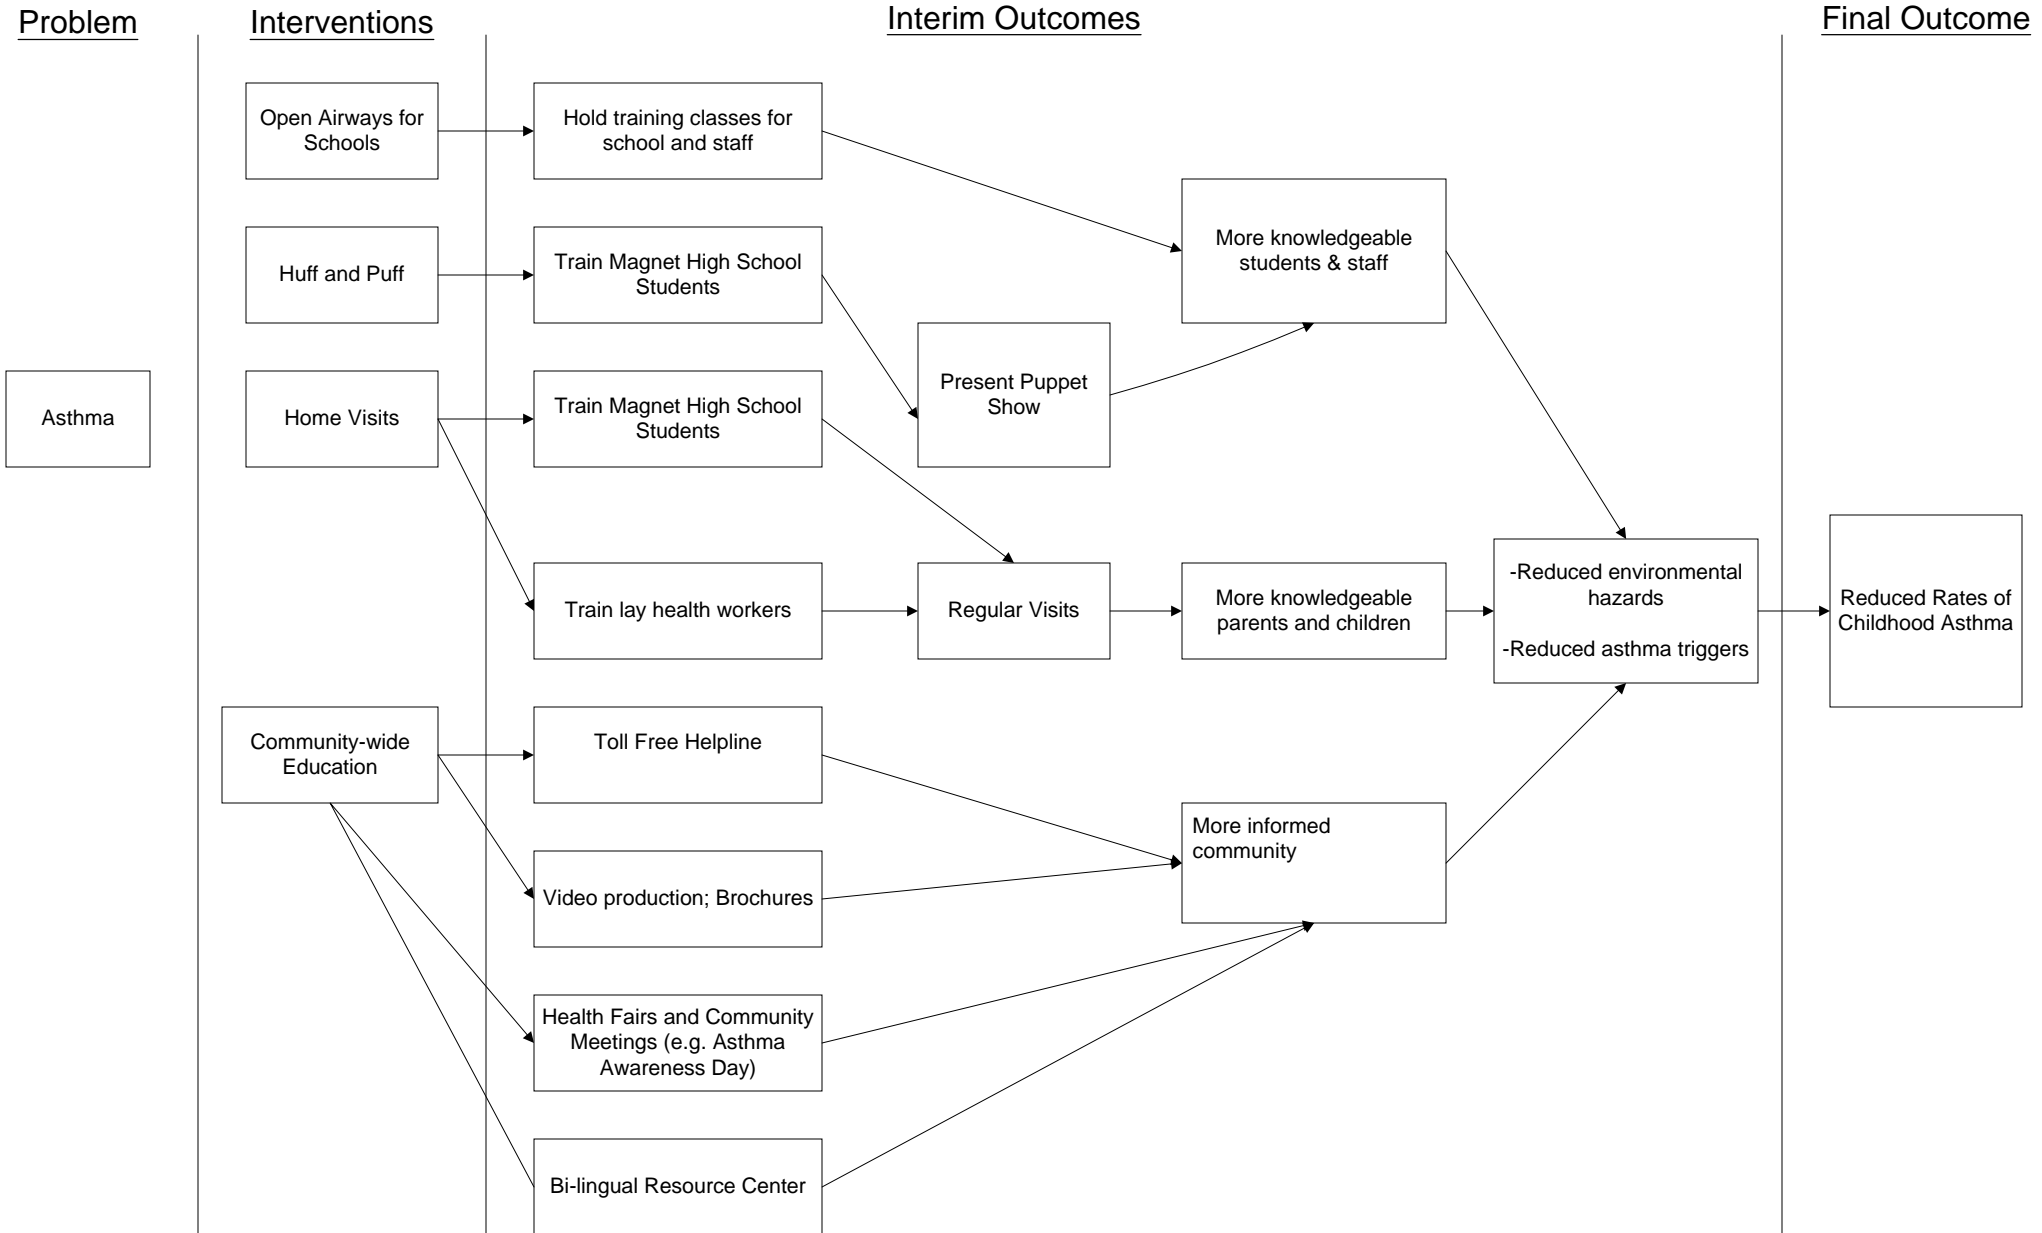 Problem
Interventions
Interim Outcomes
Final Outcome
Open Airways for
Schools
Hold training classes for
school and staff
More knowledgeable
students & staff
Huff and Puff
Train Magnet High School
Students
Present Puppet
Show
Asthma
Home Visits
Train Magnet High School
Students
Train lay health workers
Regular Visits
More knowledgeable
parents and children
-Reduced environmental
hazards
-Reduced asthma triggers
Reduced Rates of
Childhood Asthma
Community-wide
Education
Toll Free Helpline
More informed
community
Video production; Brochures
Health Fairs and Community
Meetings (e.g. Asthma
Awareness Day)
Bi-lingual Resource Center